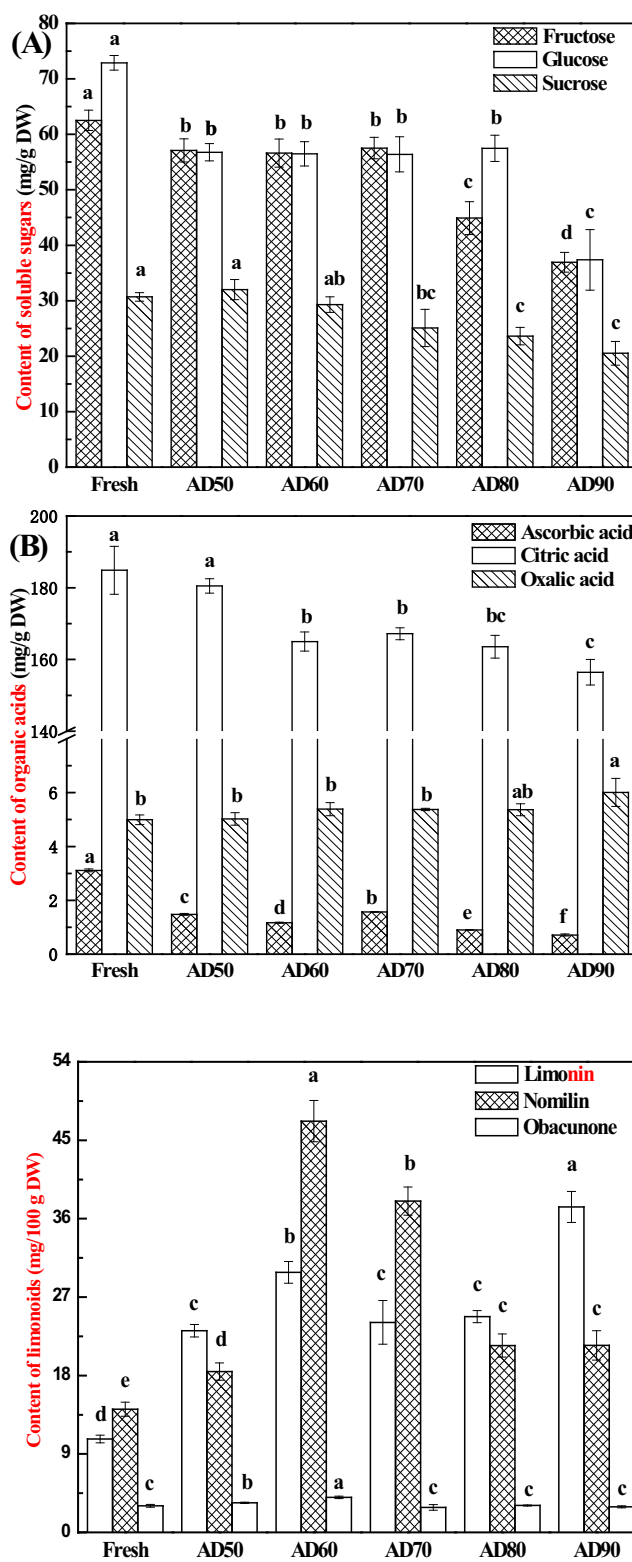 (A)
Fructose
Glucose
Sucrose
80
70
60
50
40
30
20
10
0
Content of soluble sugars (mg/g DW)
a a a
b b a
b b ab
b b bc
c b c
d c c
Fresh AD50 AD60 AD70 AD80 AD90
(B)
Ascorbic acid
Citric acid
Oxalic acid
200
180
160
140
6
4
2
0
Content of organic acids (mg/g DW)
a a b
c a b
d b b
b b b
e bc ab
f c a
Fresh AD50 AD60 AD70 AD80 AD90
Limonin
Nomilin
Obacunone
54
45
36
27
18
9
0
Content of limonoids (mg/100 g DW)
d e c
c d b
b a a
c b c
c c c
a c c
Fresh AD50 AD60 AD70 AD80 AD90